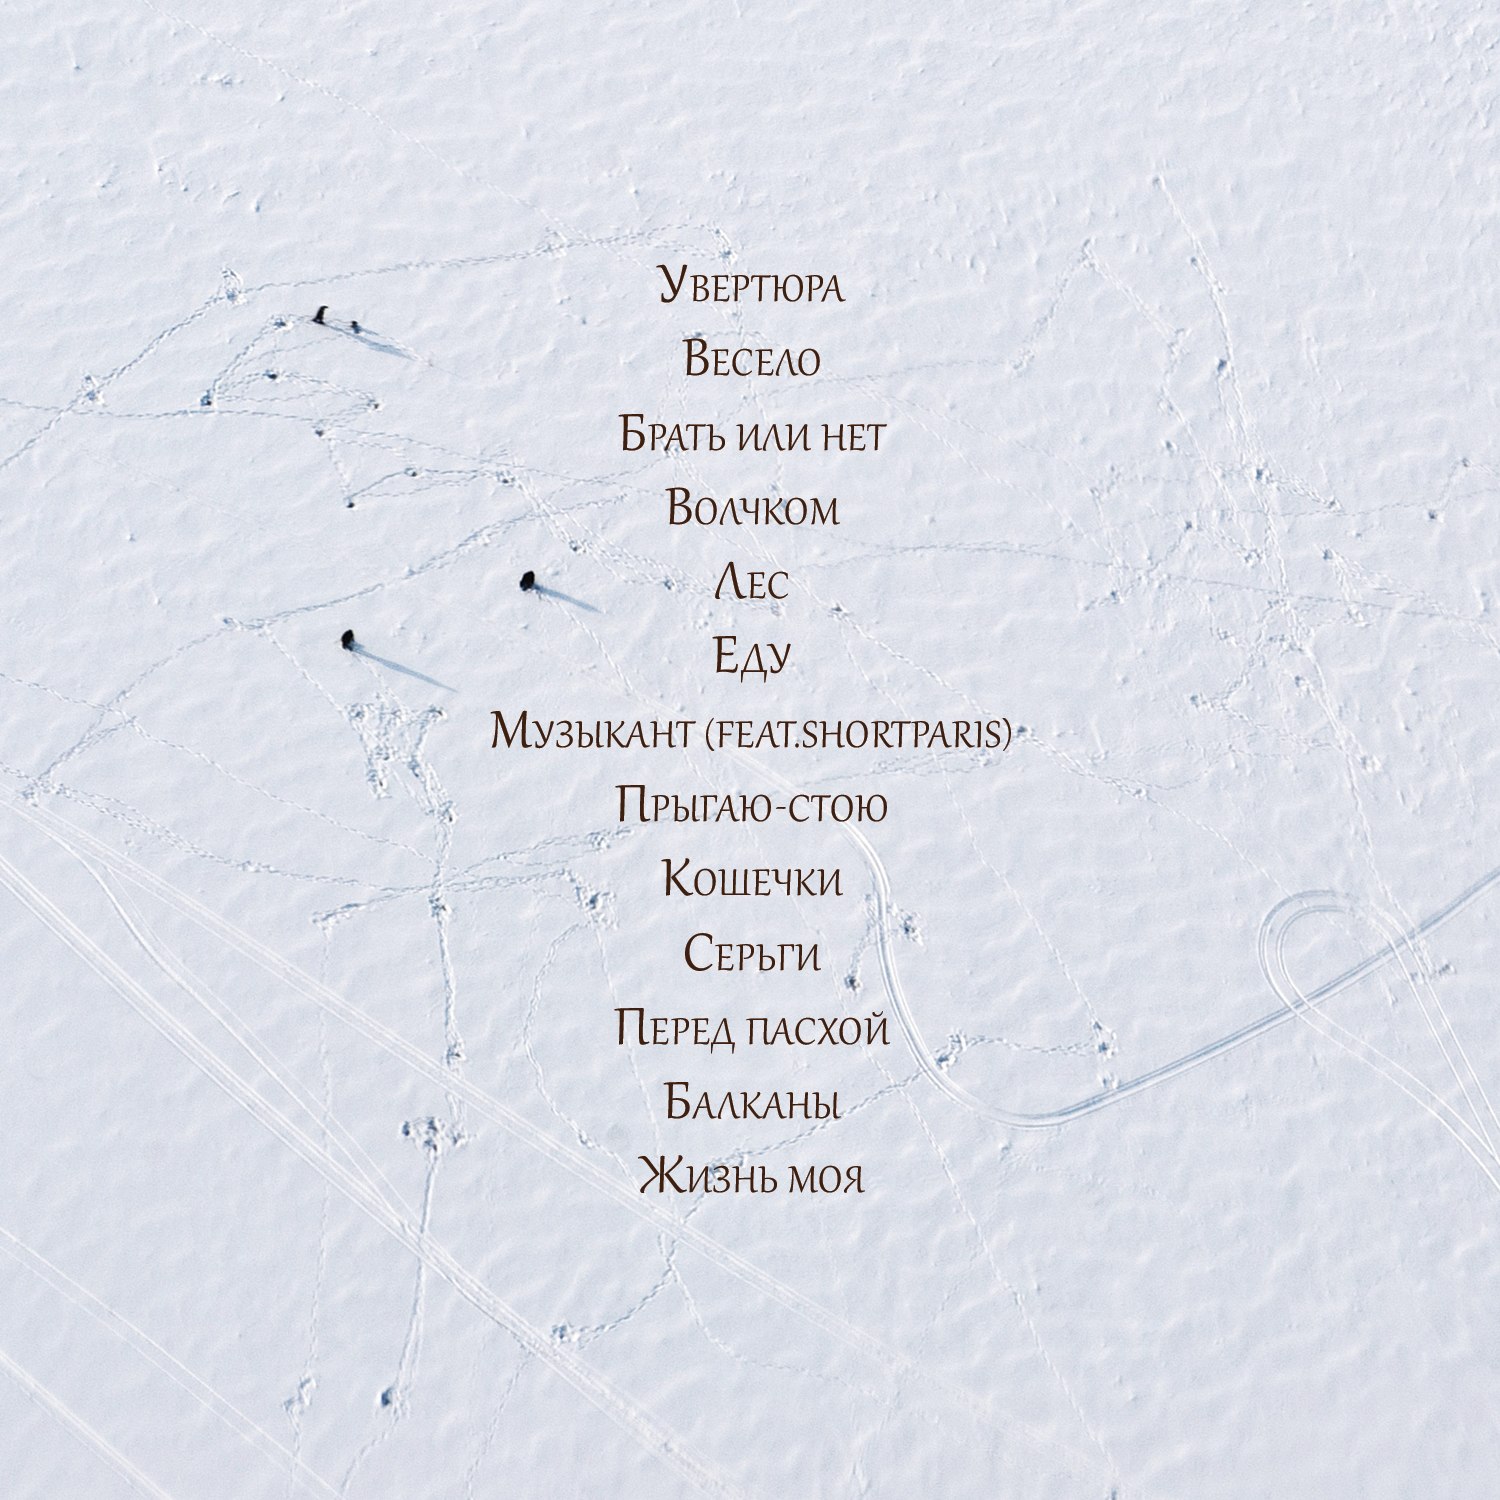 Увертюра
Весело
Брать или нет
Волчком
Лес
Еду
Музыкант (feat.shortparis)
Прыгаю-стою
Кошечки
Серьги
Перед пасхой
Балканы
Жизнь моя